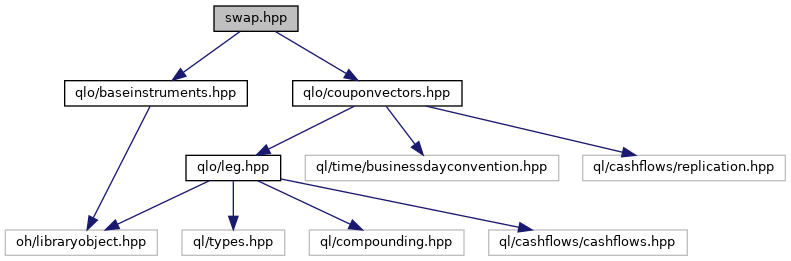 swap.hpp
qlo/baseinstruments.hpp
qlo/couponvectors.hpp
qlo/leg.hpp
ql/time/businessdayconvention.hpp
ql/cashflows/replication.hpp
oh/libraryobject.hpp
ql/types.hpp
ql/compounding.hpp
ql/cashflows/cashflows.hpp